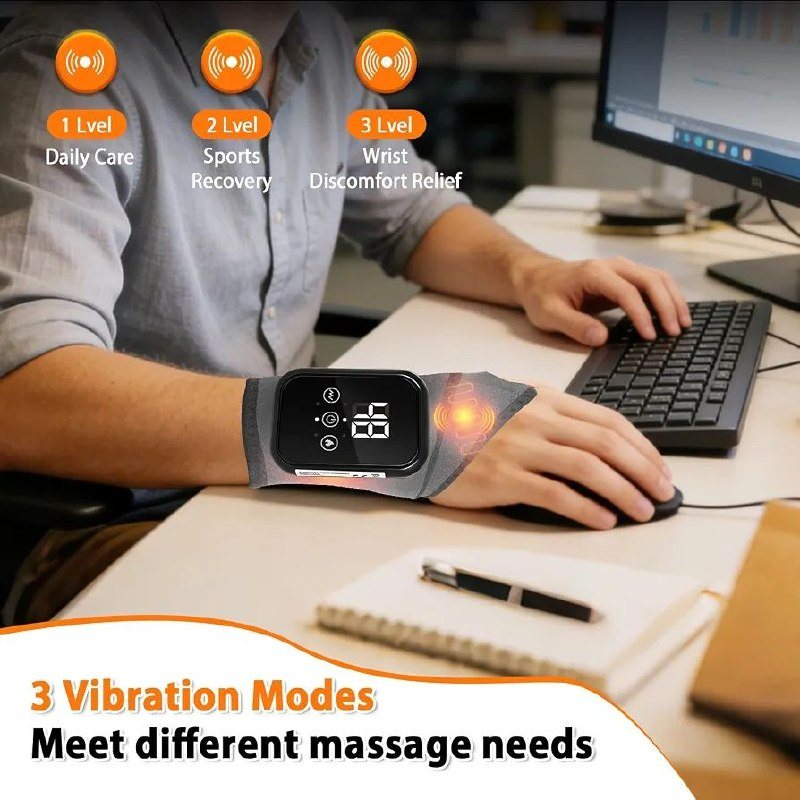 1 Lvel
Daily Care
2 Lvel
Sports
Recovery
3 Lvel
Wrist
Discomfort Relief
3 Vibration Modes
Meet different massage needs